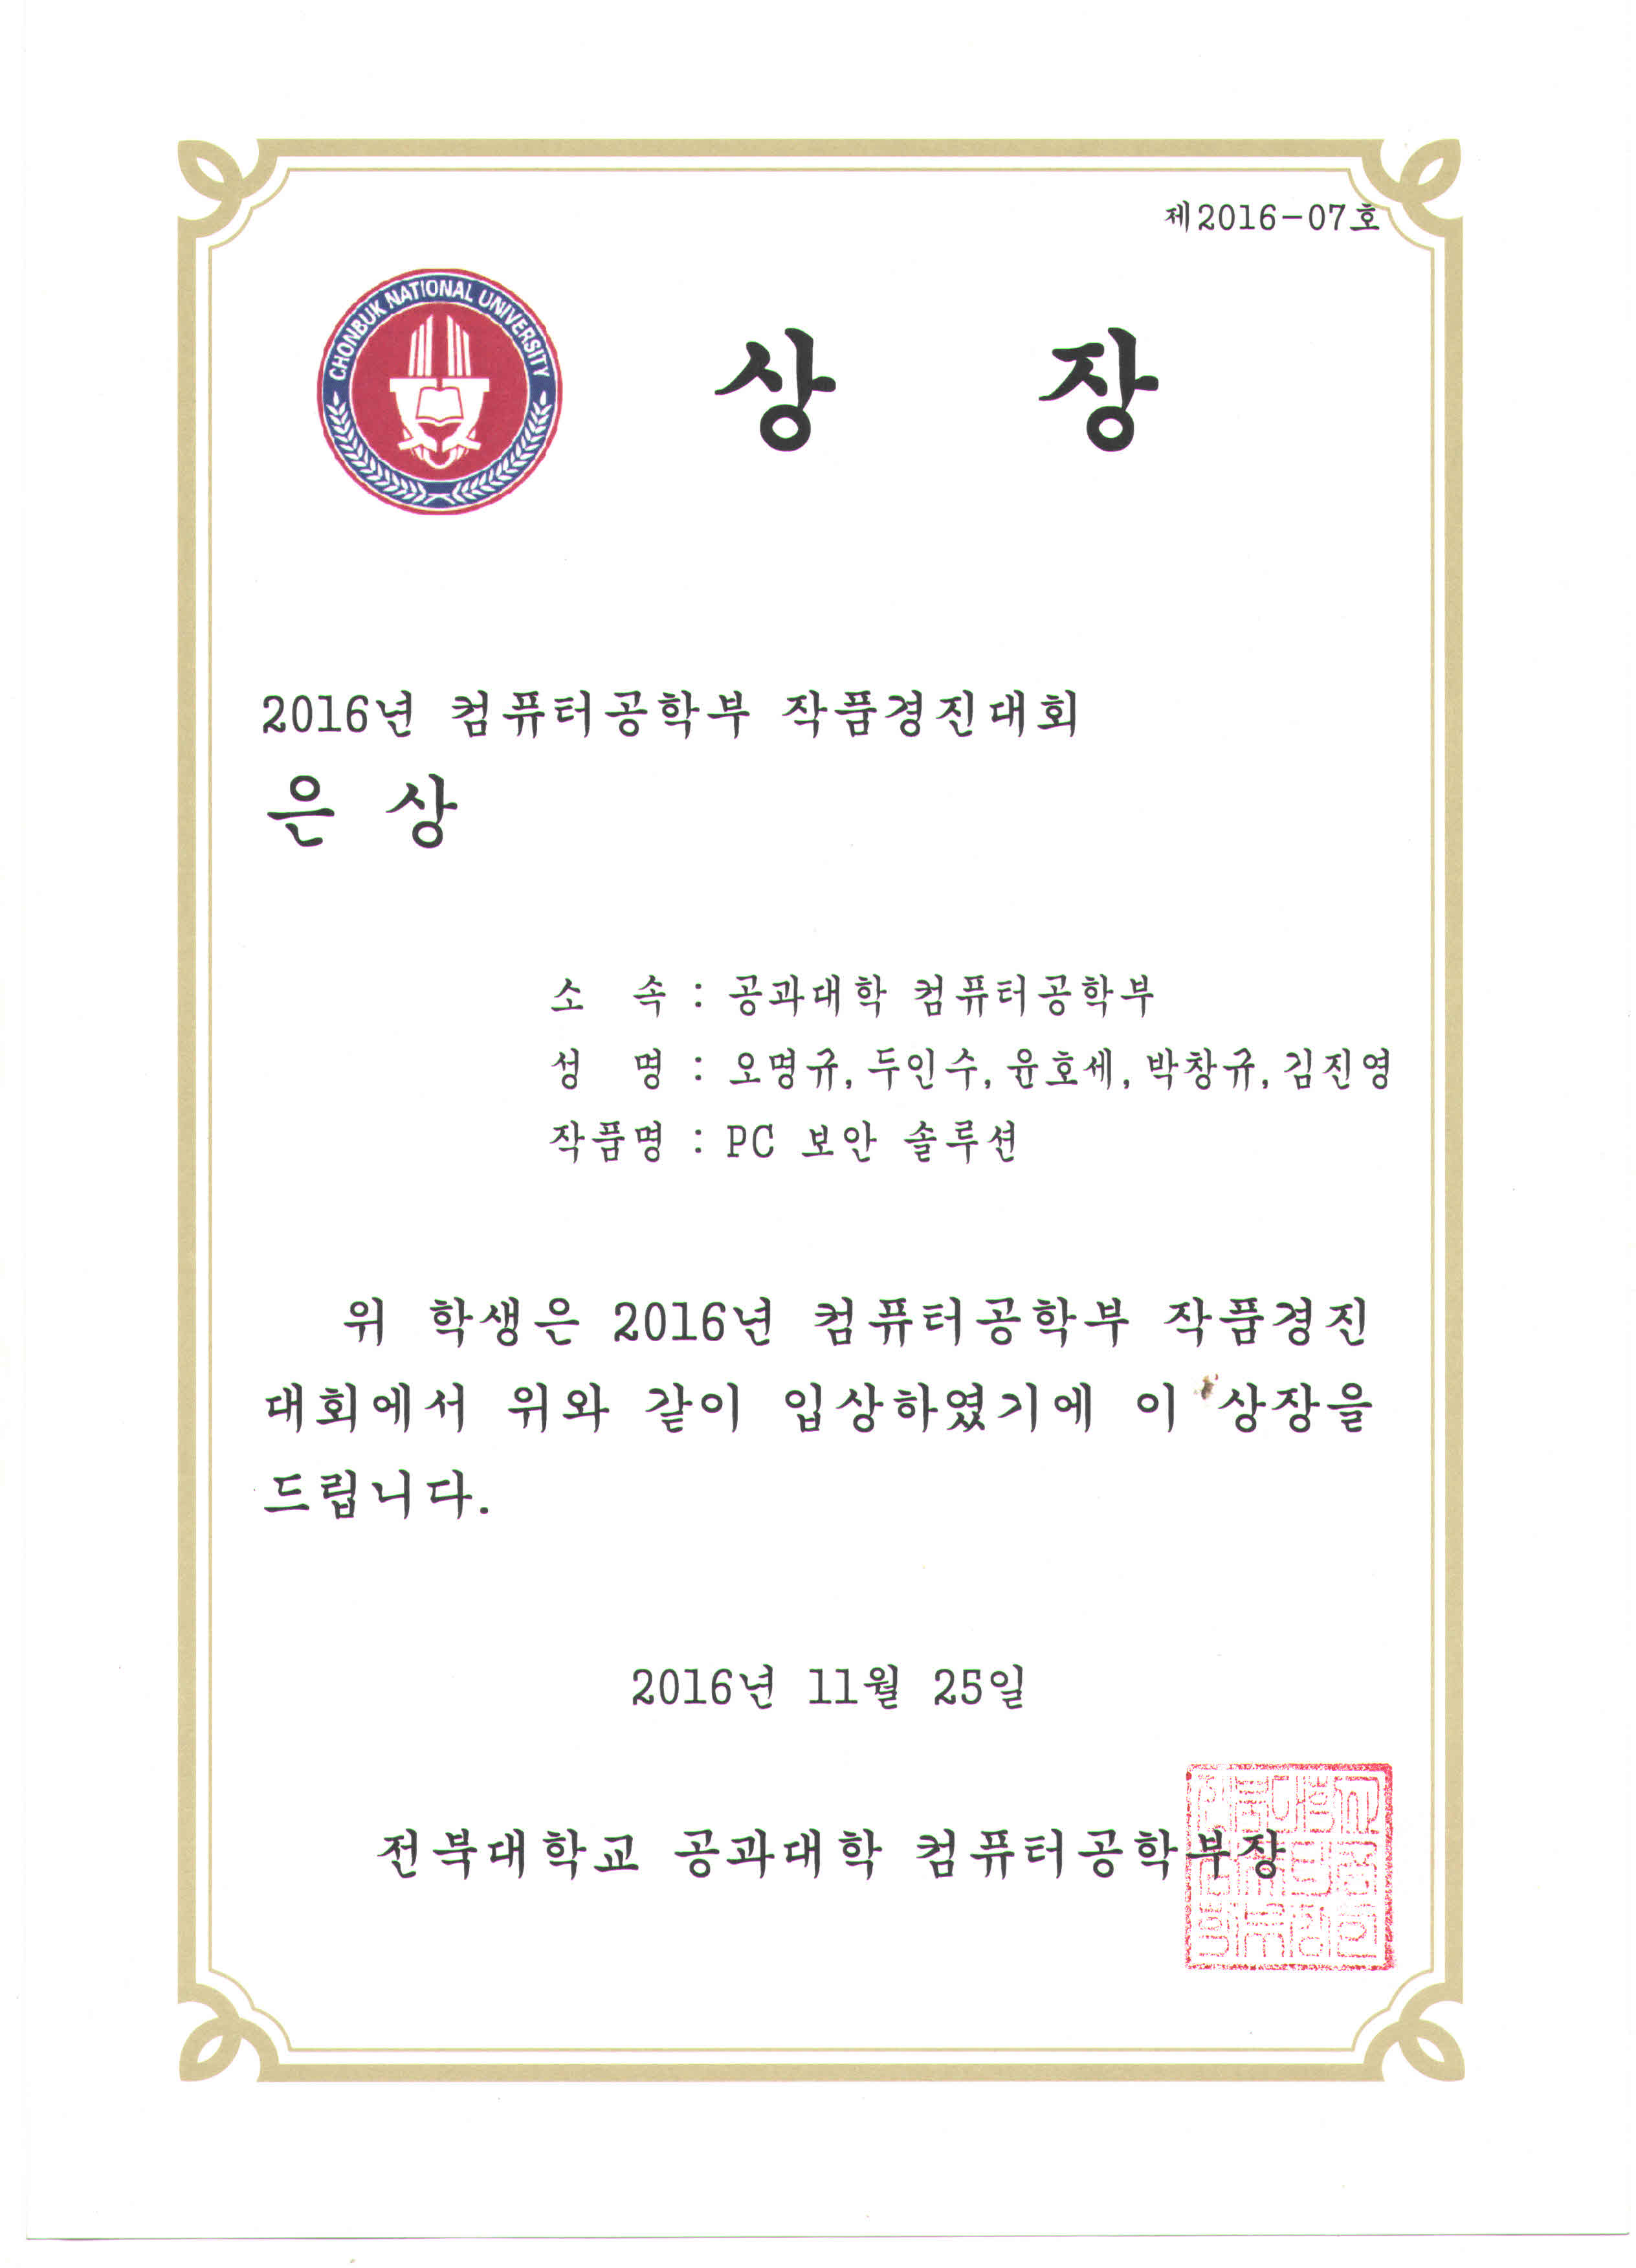 제2016-07호
CHONBUK NATIONAL UNIVERSITY
상 장
2016년 컴퓨터공학부 작품경진대회
은 상
소 속 : 공과대학 컴퓨터공학부
성 명 : 오명규, 두인수, 윤호세, 박창규, 김진영
작품명 : PC 보안 솔루션
위 학생은 2016년 컴퓨터공학부 작품경진
대회에서 위와 같이 입상하였기에 이 상장을
드립니다.
2016년 11월 25일
전북대학교 공과대학 컴퓨터공학부장